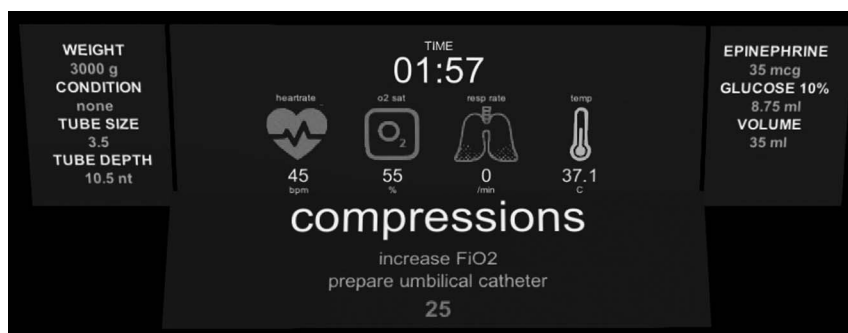 WEIGHT
3000 g
CONDITION
none
TUBE SIZE
3.5
TUBE DEPTH
10.5 nt
TIME
01:57
heartrate
o2 sat
resp rate
temp
O2
45
55
0
37.1
bpm
%
/min
C
compressions
increase FiO2
prepare umbilical catheter
25
EPINEPHRINE
35 mcg
GLUCOSE 10%
8.75 ml
VOLUME
35 ml